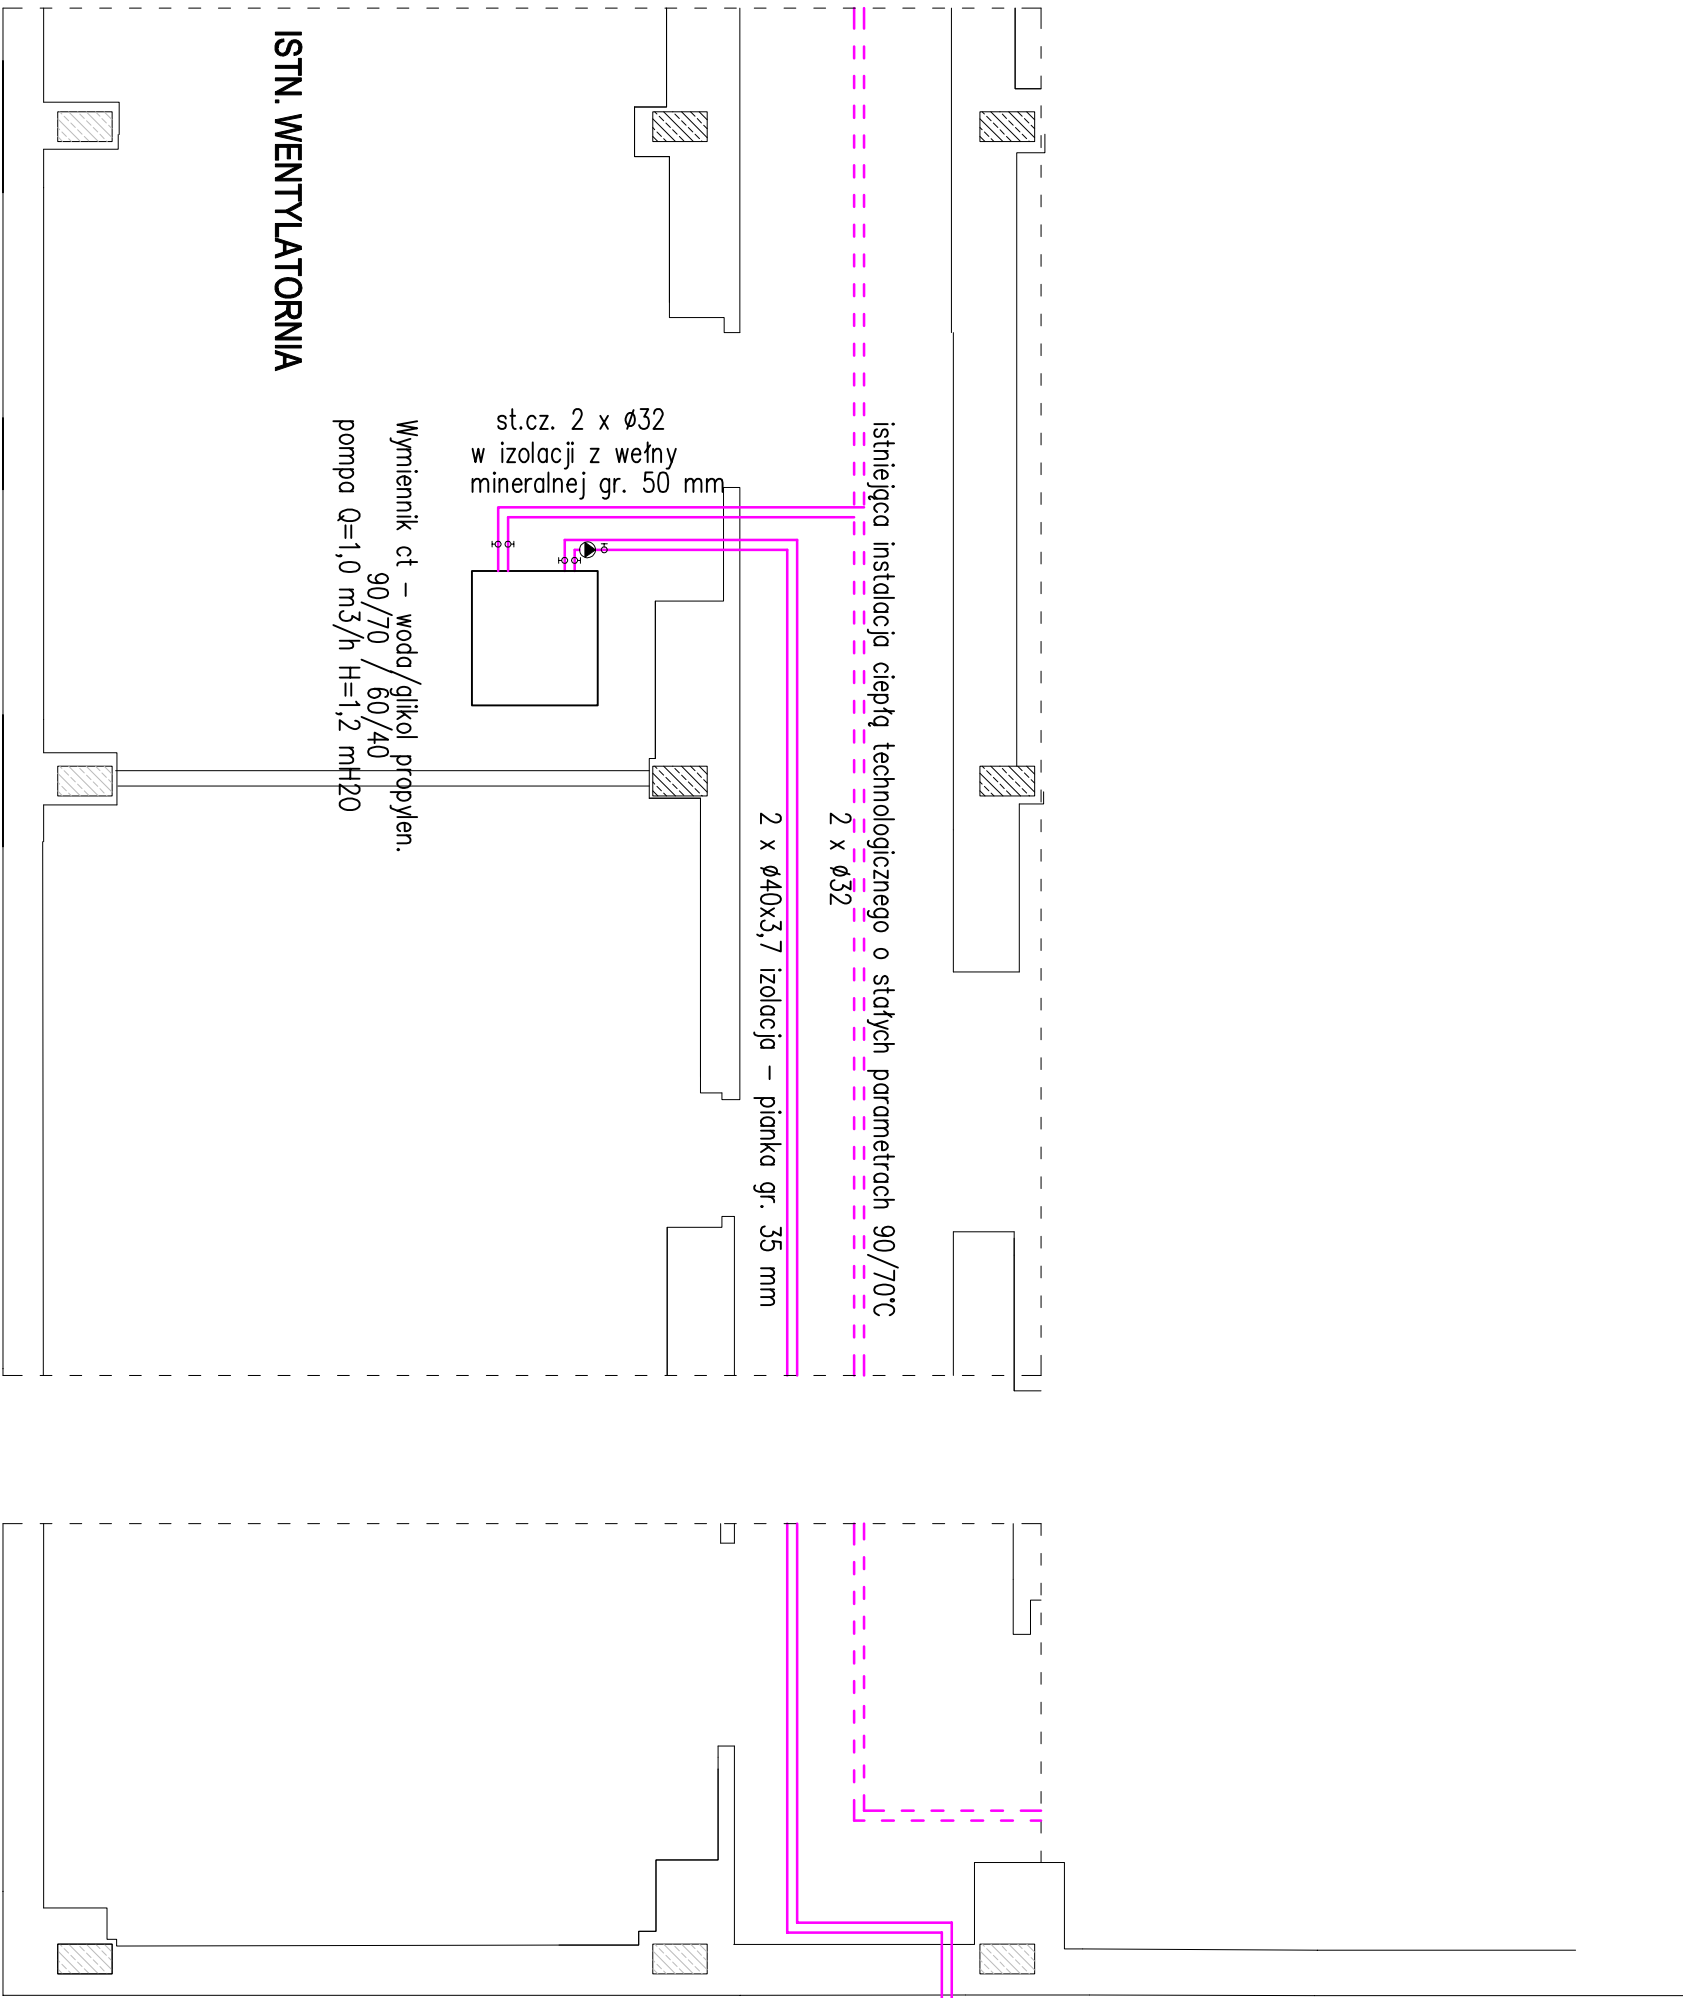 ISTN. WENTYLATORNIA
st.cz. 2 x ø32
w izolacji z wełny
mineralnej gr. 50 mm
Wymiennik ct - woda/glikol propylen.
90/70 / 60/40
pompa Q=1,0 m3/h H=1,2 mH20
istniejąca instalacja ciepłą technologicznego o stałych parametrach 90/70°C
2 x ø32
2 x ø40x3,7 izolacja - pianka gr. 35 mm